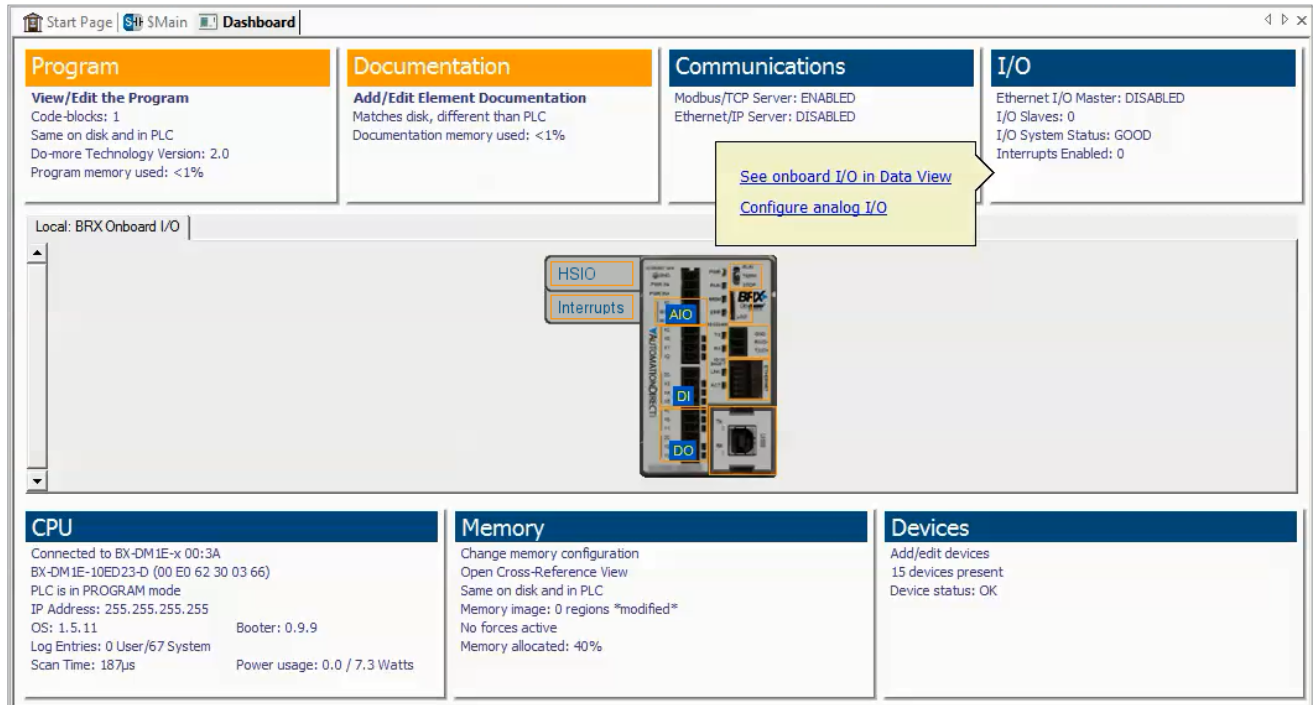 Start Page $Main Dashboard
Program
View/Edit the Program
Code-blocks: 1
Same on disk and in PLC
Do-more Technology Version: 2.0
Program memory used: <1%
Documentation
Add/Edit Element Documentation
Matches disk, different than PLC
Documentation memory used: <1%
Communications
Modbus/TCP Server: ENABLED
Ethernet/IP Server: DISABLED
I/O
Ethernet I/O Master: DISABLED
I/O Slaves: 0
I/O System Status: GOOD
Interrupts Enabled: 0
See onboard I/O in Data View
Configure analog I/O
Local: BRX Onboard I/O
HSIO
Interrupts
BRX
AIO
DI
DO
AUTOMATIONDIRECT
ETHERNET
CPU
Connected to BX-DM1E-x 00:3A
BX-DM1E-10ED23-D (00 E0 62 30 03 66)
PLC is in PROGRAM mode
IP Address: 255.255.255.255
OS: 1.5.11 Booter: 0.9.9
Log Entries: 0 User/67 System
Scan Time: 187µs Power usage: 0.0 / 7.3 Watts
Memory
Change memory configuration
Open Cross-Reference View
Same on disk and in PLC
Memory image: 0 regions *modified*
No forces active
Memory allocated: 40%
Devices
Add/edit devices
15 devices present
Device status: OK